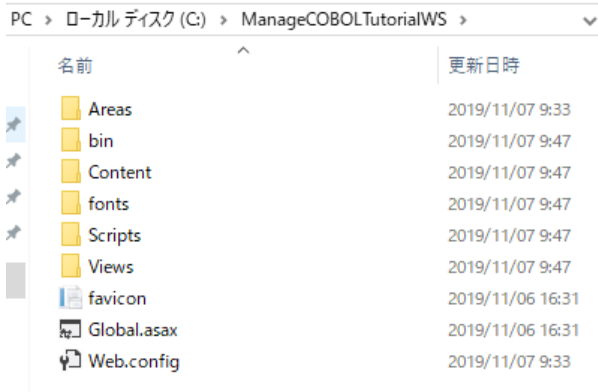 PC > ローカル ディスク (C:) > ManageCOBOLTutorialWS >
名前 更新日時
Areas 2019/11/07 9:33
bin 2019/11/07 9:47
Content 2019/11/07 9:47
fonts 2019/11/07 9:47
Scripts 2019/11/07 9:47
Views 2019/11/07 9:47
favicon 2019/11/06 16:31
Global.asax 2019/11/06 16:31
Web.config 2019/11/07 9:33